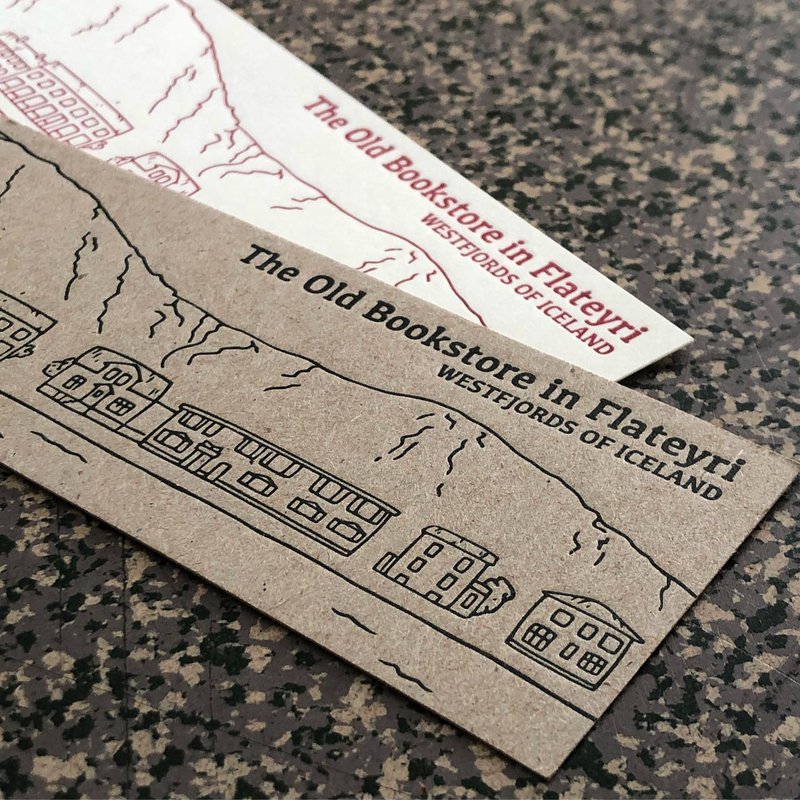 The Old Bookstore in Flateyri
WESTFJORDS OF ICELAND
The Old Bookstore in Flateyri
WESTFJORDS OF ICELAND